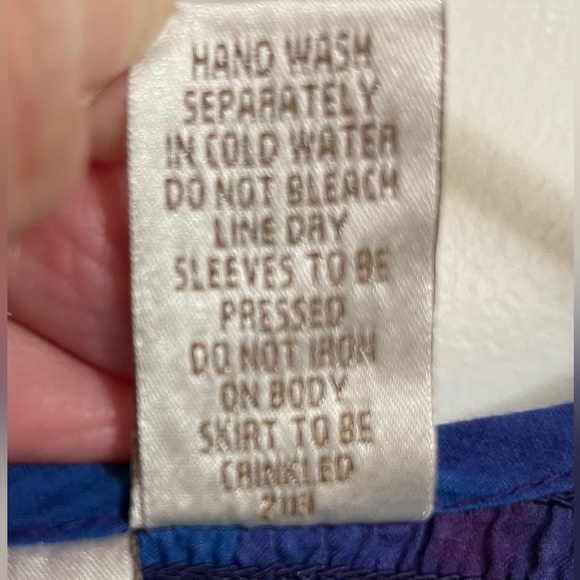 HAND WASH
SEPARATELY
IN COLD WATER
DO NOT BLEACH
LINE DRY
SLEEVES TO BE
PRESSED
DO NOT IRON
ON BODY
SKIRT TO BE
CRINKLED